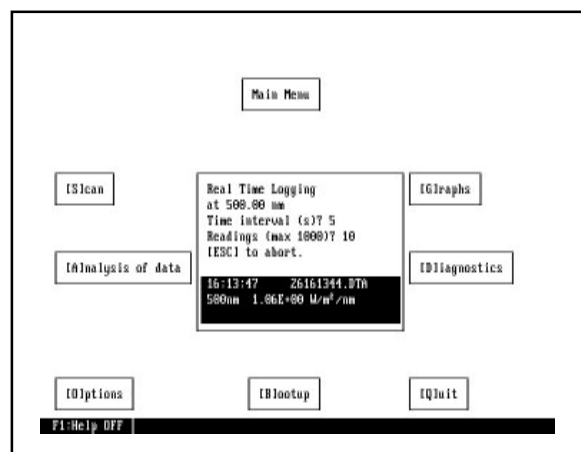 Main Menu
[S]can
Real Time Logging
at 500.00 nm
Time interval (s)? 5
Readings (max 1000)? 10
[ESC] to abort.
[G]raphs
[A]nalysis of data
16:13:47 26161344.DTA
500nm 1.06E+00 W/m²/nm
[D]iagnostics
[O]ptions
[B]ootup
[Q]uit
F1:Help OFF